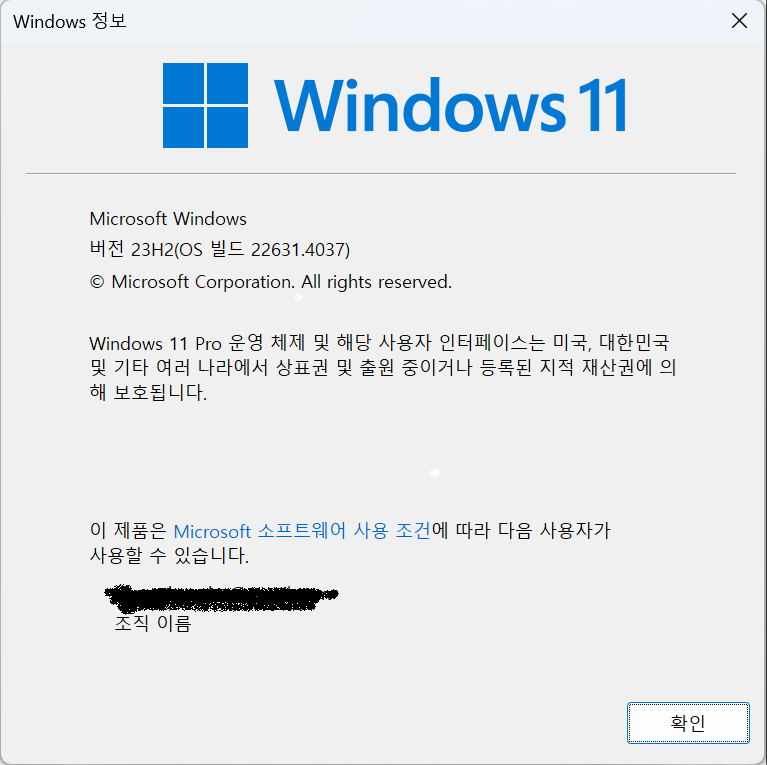 Windows 정보
Windows 11
Microsoft Windows
버전 23H2(OS 빌드 22631.4037)
© Microsoft Corporation. All rights reserved.
Windows 11 Pro 운영 체제 및 해당 사용자 인터페이스는 미국, 대한민국
및 기타 여러 나라에서 상표권 및 출원 중이거나 등록된 지적 재산권에 의
해 보호됩니다.
이 제품은 Microsoft 소프트웨어 사용 조건에 따라 다음 사용자가
사용할 수 있습니다.
조직 이름
확인